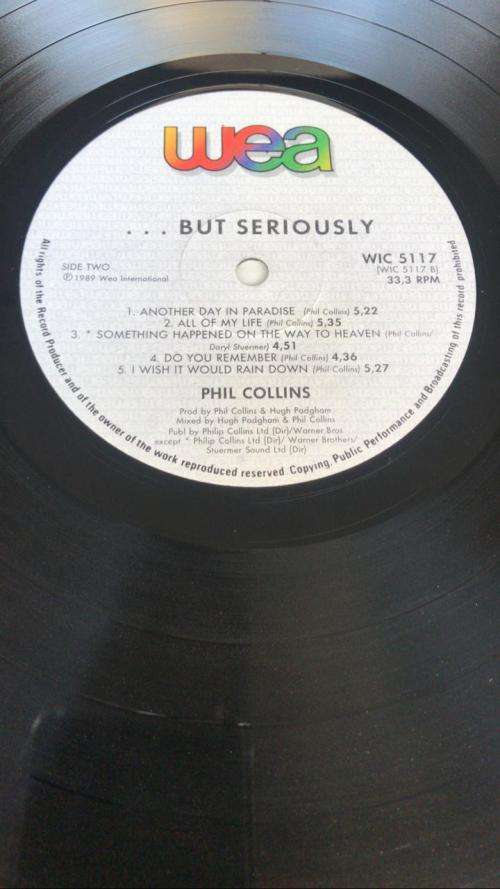 wea
. . . BUT SERIOUSLY
SIDE TWO
℗ 1989 Wea International
WIC 5117
(WIC 5117 B)
33,3 RPM
1. ANOTHER DAY IN PARADISE (Phil Collins) 5,22
2. ALL OF MY LIFE (Phil Collins) 5,35
3. * SOMETHING HAPPENED ON THE WAY TO HEAVEN (Phil Collins/
Daryl Stuermer) 4,51
4. DO YOU REMEMBER (Phil Collins) 4,36
5. I WISH IT WOULD RAIN DOWN (Phil Collins) 5,27
PHIL COLLINS
Prod by Phil Collins & Hugh Padgham
Mixed by Hugh Padgham & Phil Collins
Publ by Philip Collins Ltd (Dir)/Warner Bros
except * Philip Collins Ltd (Dir)/ Warner Brothers/
Stuermer Sound Ltd (Dir)
All rights of the Record Producer and of the owner of the work reproduced reserved Copying, Public Performance and Broadcasting of this record prohibited